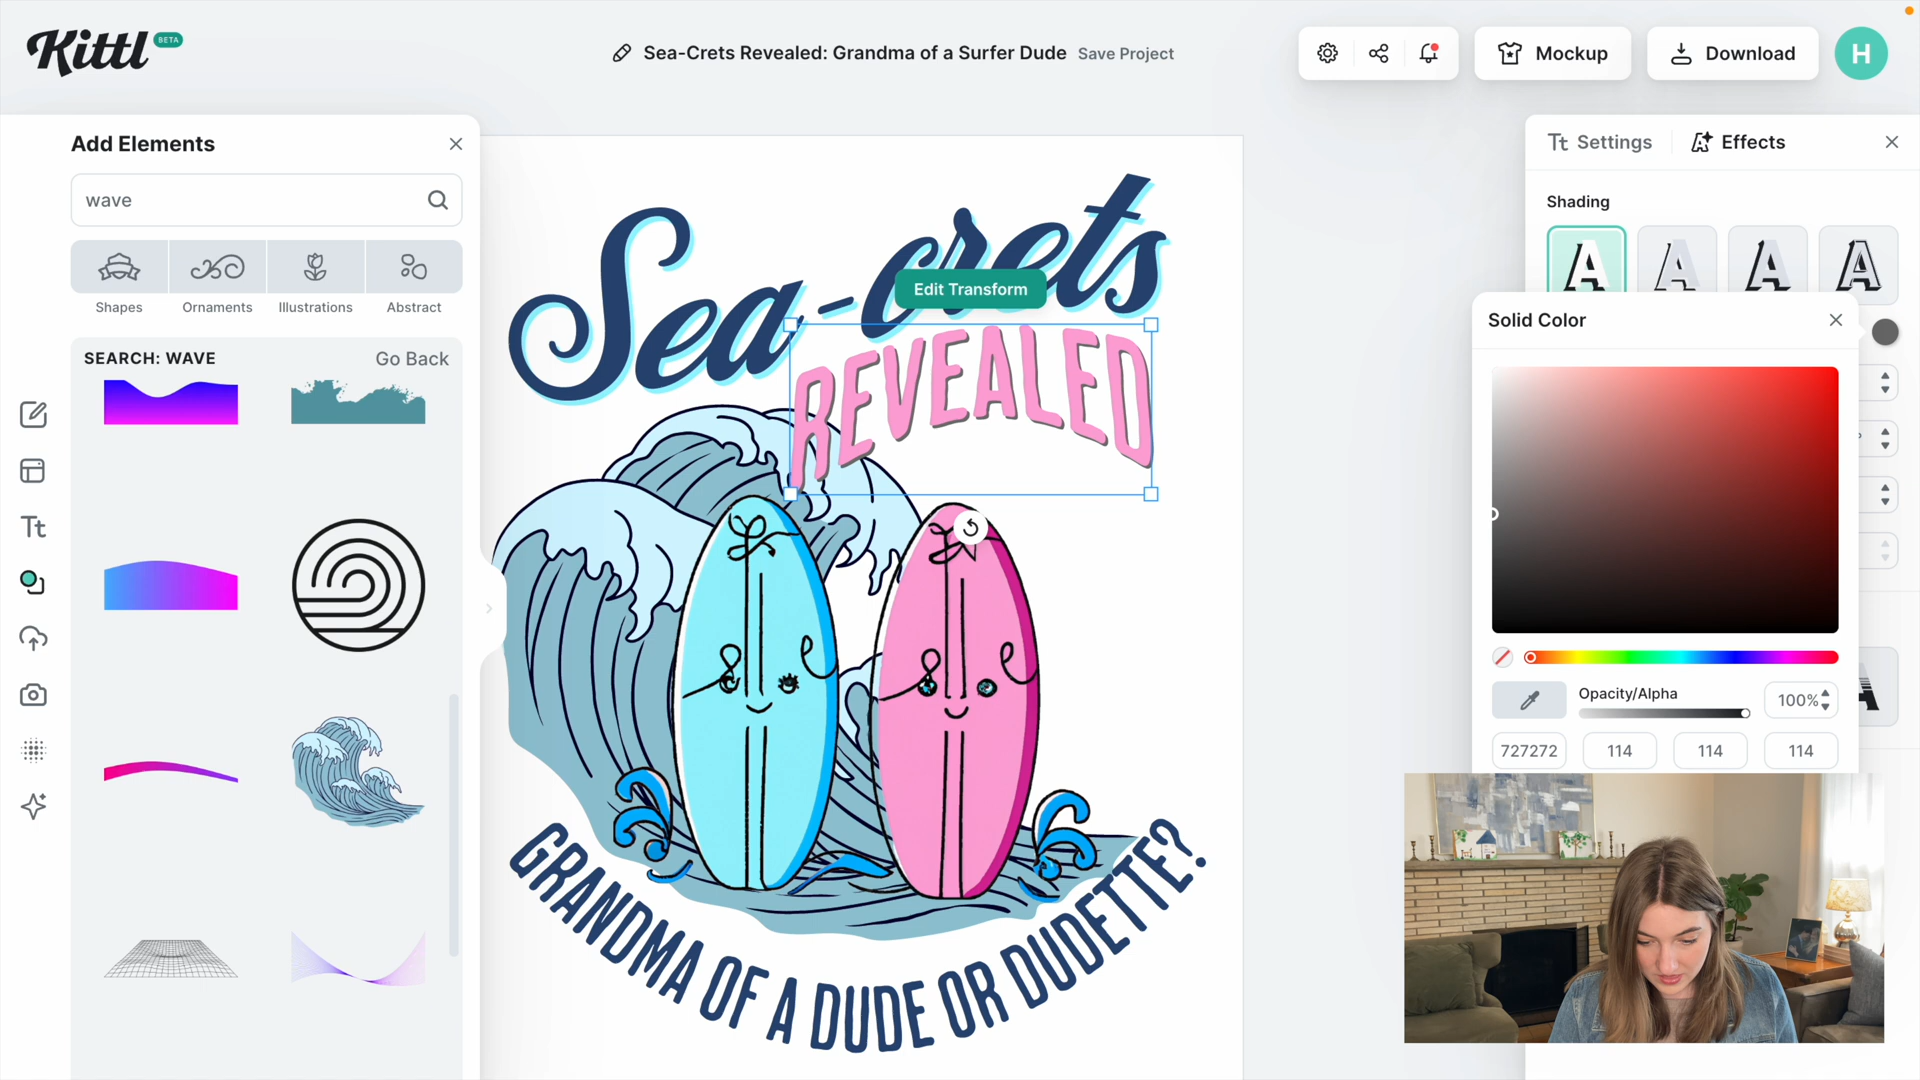 Kittl BETA
Sea-Crets Revealed: Grandma of a Surfer Dude Save Project
Mockup
Download
H
Add Elements
wave
Shapes Ornaments Illustrations Abstract
SEARCH: WAVE Go Back
Tt
Sea-crets
Edit Transform
REVEALED
GRANDMA OF A DUDE OR DUDETTE?
Tt Settings
Effects
Shading
A A A A
Solid Color
Opacity/Alpha
100%
727272 114 114 114